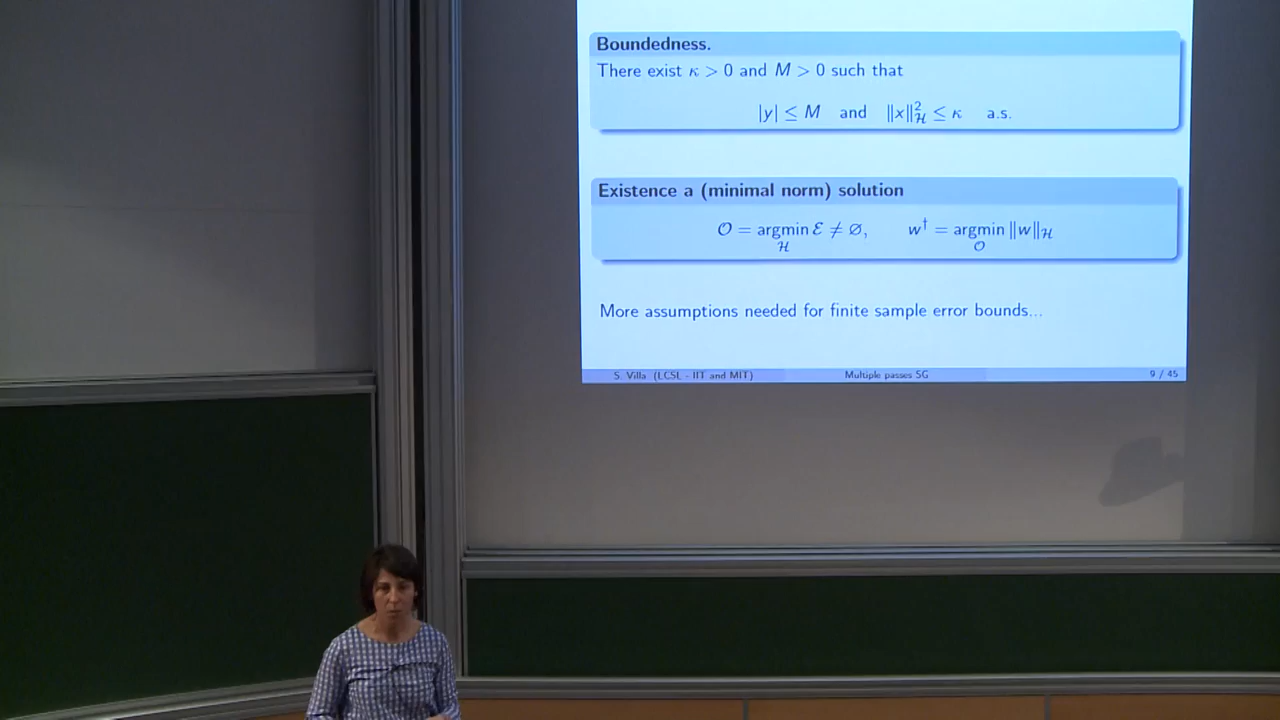 Boundedness.
There exist κ > 0 and M > 0 such that
|y| ≤ M and ‖x‖²_ℋ ≤ κ a.s.
Existence a (minimal norm) solution
𝒪 = argmin_ℋ ℰ ≠ ∅, w† = argmin_𝒪 ‖w‖_ℋ
More assumptions needed for finite sample error bounds...
S. Villa (LCSL - IIT and MIT) Multiple passes SG 9 / 45